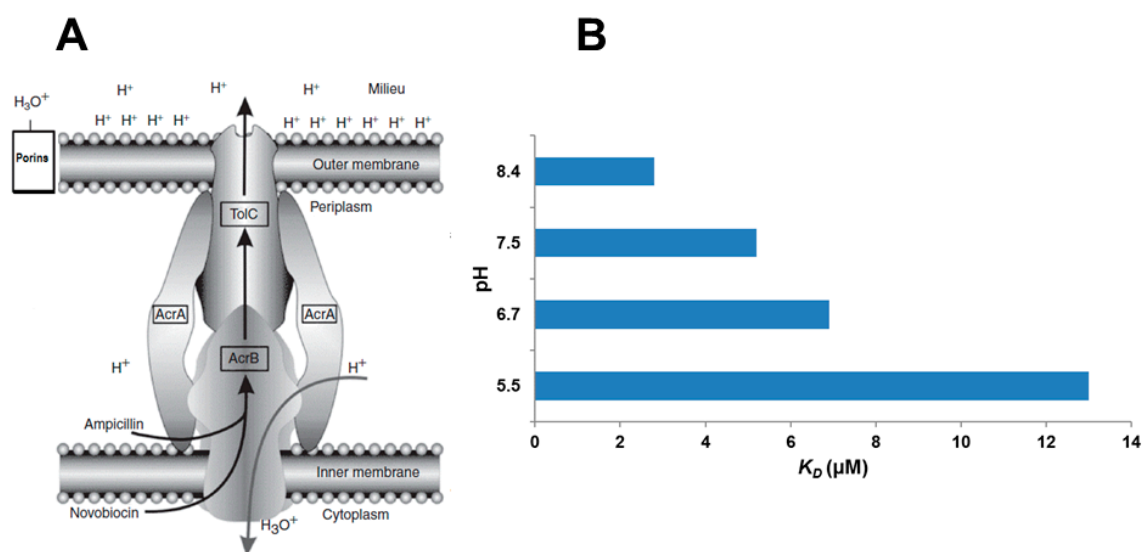 A
B
H⁺ H⁺ H⁺ Milieu
H₃O⁺
H⁺ H⁺ H⁺ H⁺ H⁺ H⁺ H⁺ H⁺ H⁺ H⁺
Porins
Outer membrane
TolC
Periplasm
AcrA
AcrA
AcrB
H⁺
H⁺
Ampicillin
Inner membrane
Novobiocin
H₃O⁺
Cytoplasm
pH
8.4
7.5
6.7
5.5
0 2 4 6 8 10 12 14
K_D (µM)